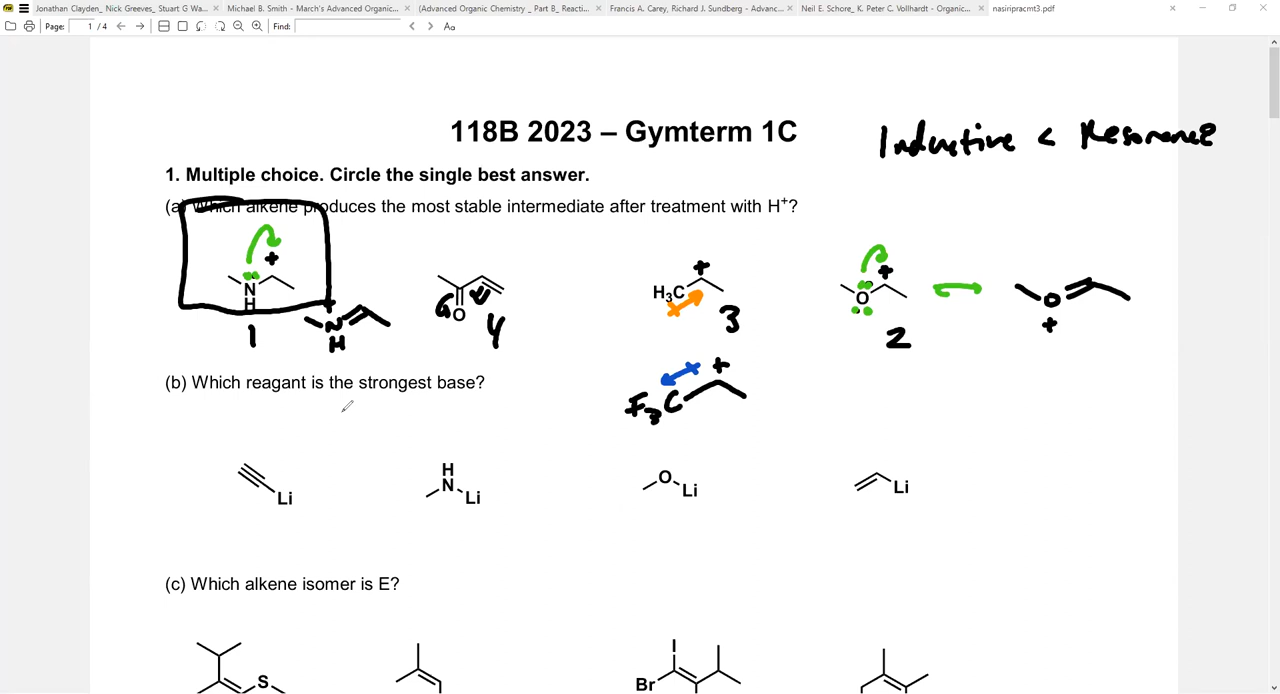 Jonathan Clayden_ Nick Greeves_ Stuart G Wa...
Michael B. Smith - March's Advanced Organic...
(Advanced Organic Chemistry _ Part B_ Reacti...
Francis A. Carey, Richard J. Sundberg - Advanc...
Neil E. Schore_ K. Peter C. Vollhardt - Organic...
nasiripracmt3.pdf
Page: 1 / 4 Find: Aa
118B 2023 – Gymterm 1C
Inductive < Resonance
1. Multiple choice. Circle the single best answer.
(a) Which alkene produces the most stable intermediate after treatment with H+?
+ N H
1
+ N H
O
4
+ H3C
3
+ O
2
O +
F3C +
(b) Which reagant is the strongest base?
Li
H N Li
O Li
Li
(c) Which alkene isomer is E?
S
I Br